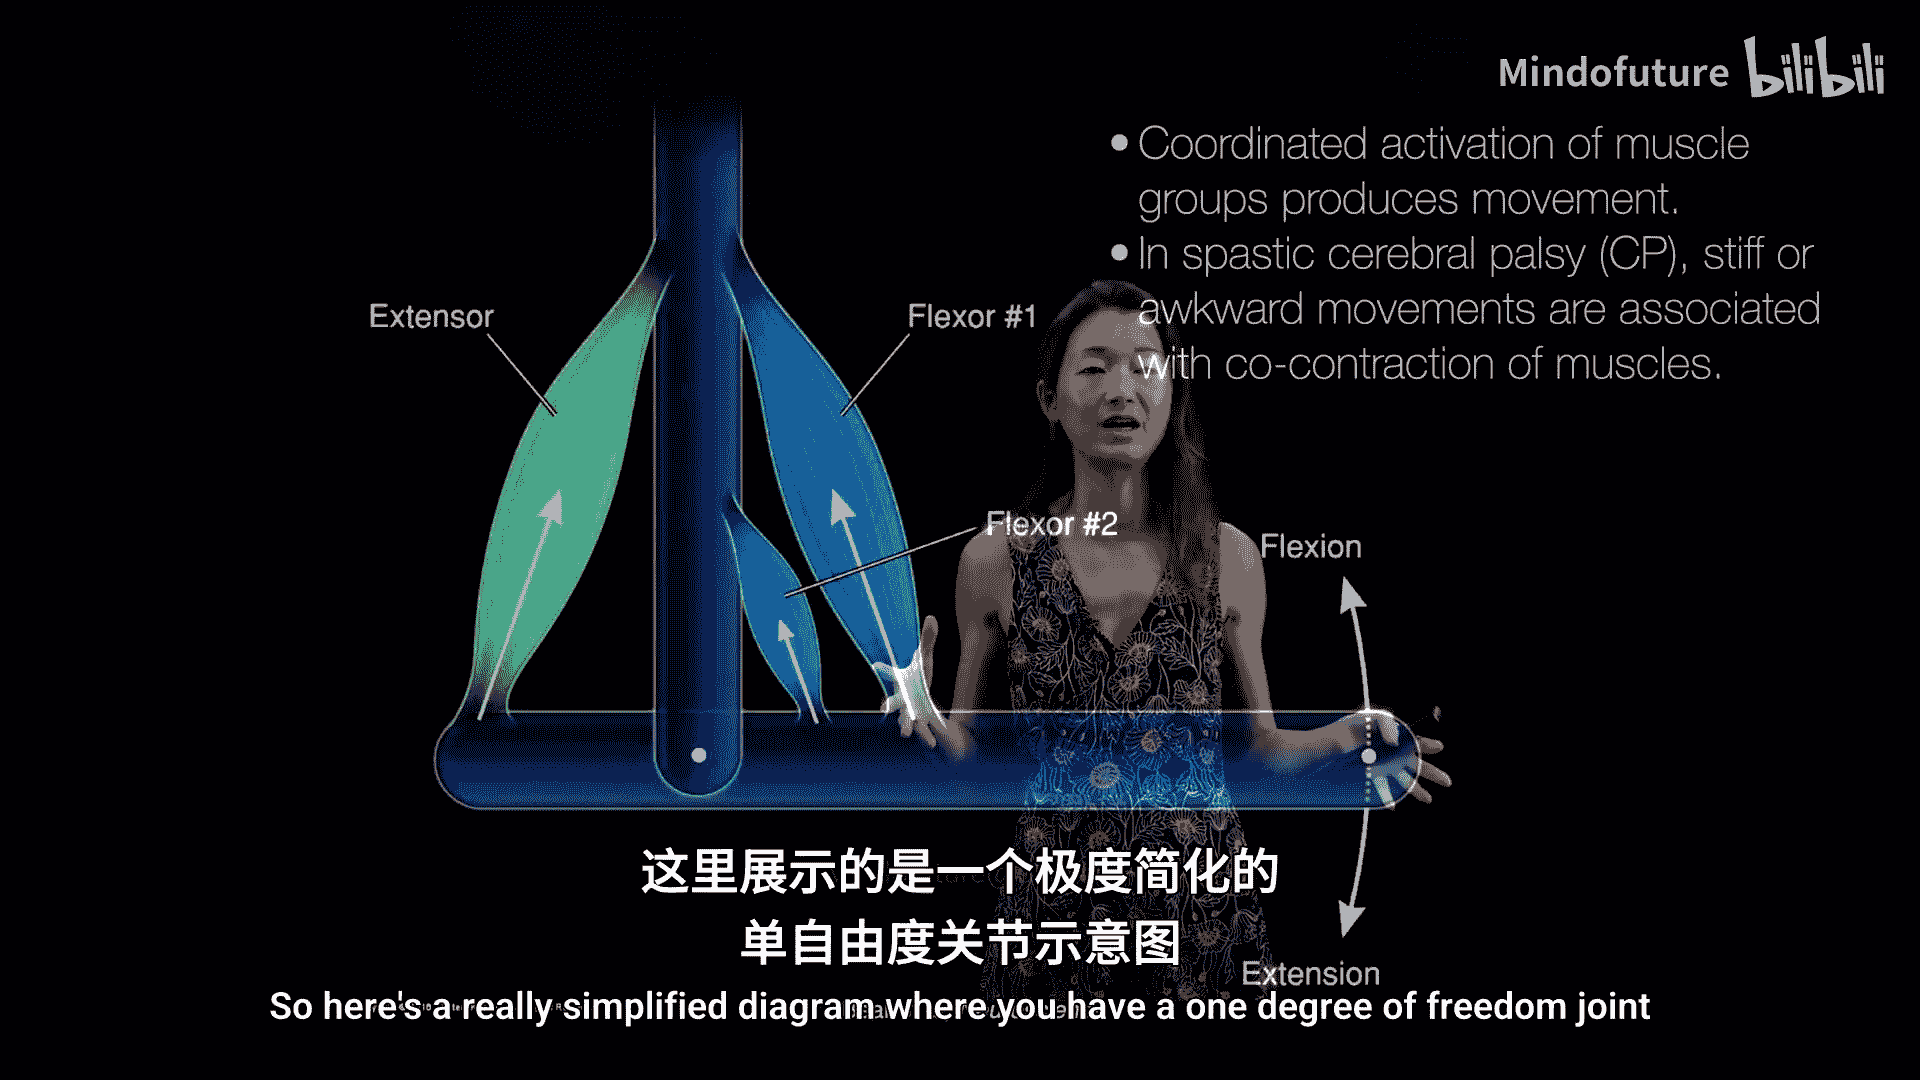 Mindofuture bilibili
• Coordinated activation of muscle
groups produces movement.
• In spastic cerebral palsy (CP), stiff or
awkward movements are associated
with co-contraction of muscles.
Extensor
Flexor #1
Flexor #2
Flexion
Extension
这里展示的是一个极度简化的
单自由度关节示意图
So here's a really simplified diagram where you have a one degree of freedom joint